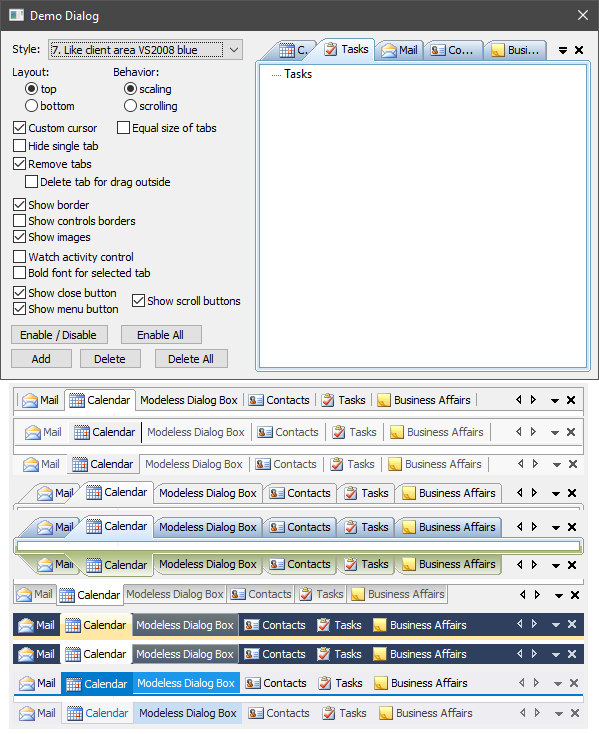 Demo Dialog
Style: 7. Like client area VS2008 blue
C. Tasks Mail Co... Busi...
Tasks
Layout: Behavior:
top scaling
bottom scrolling
Custom cursor Equal size of tabs
Hide single tab
Remove tabs
Delete tab for drag outside
Show border
Show controls borders
Show images
Watch activity control
Bold font for selected tab
Show close button Show scroll buttons
Show menu button
Enable / Disable Enable All
Add Delete Delete All
Mail Calendar Modeless Dialog Box Contacts Tasks Business Affairs
Mail Calendar Modeless Dialog Box Contacts Tasks Business Affairs
Mail Calendar Modeless Dialog Box Contacts Tasks Business Affairs
Mail Calendar Modeless Dialog Box Contacts Tasks Business Affairs
Mail Calendar Modeless Dialog Box Contacts Tasks Business Affairs
Mail Calendar Modeless Dialog Box Contacts Tasks Business Affairs
Mail Calendar Modeless Dialog Box Contacts Tasks Business Affairs
Mail Calendar Modeless Dialog Box Contacts Tasks Business Affairs
Mail Calendar Modeless Dialog Box Contacts Tasks Business Affairs
Mail Calendar Modeless Dialog Box Contacts Tasks Business Affairs
Mail Calendar Modeless Dialog Box Contacts Tasks Business Affairs